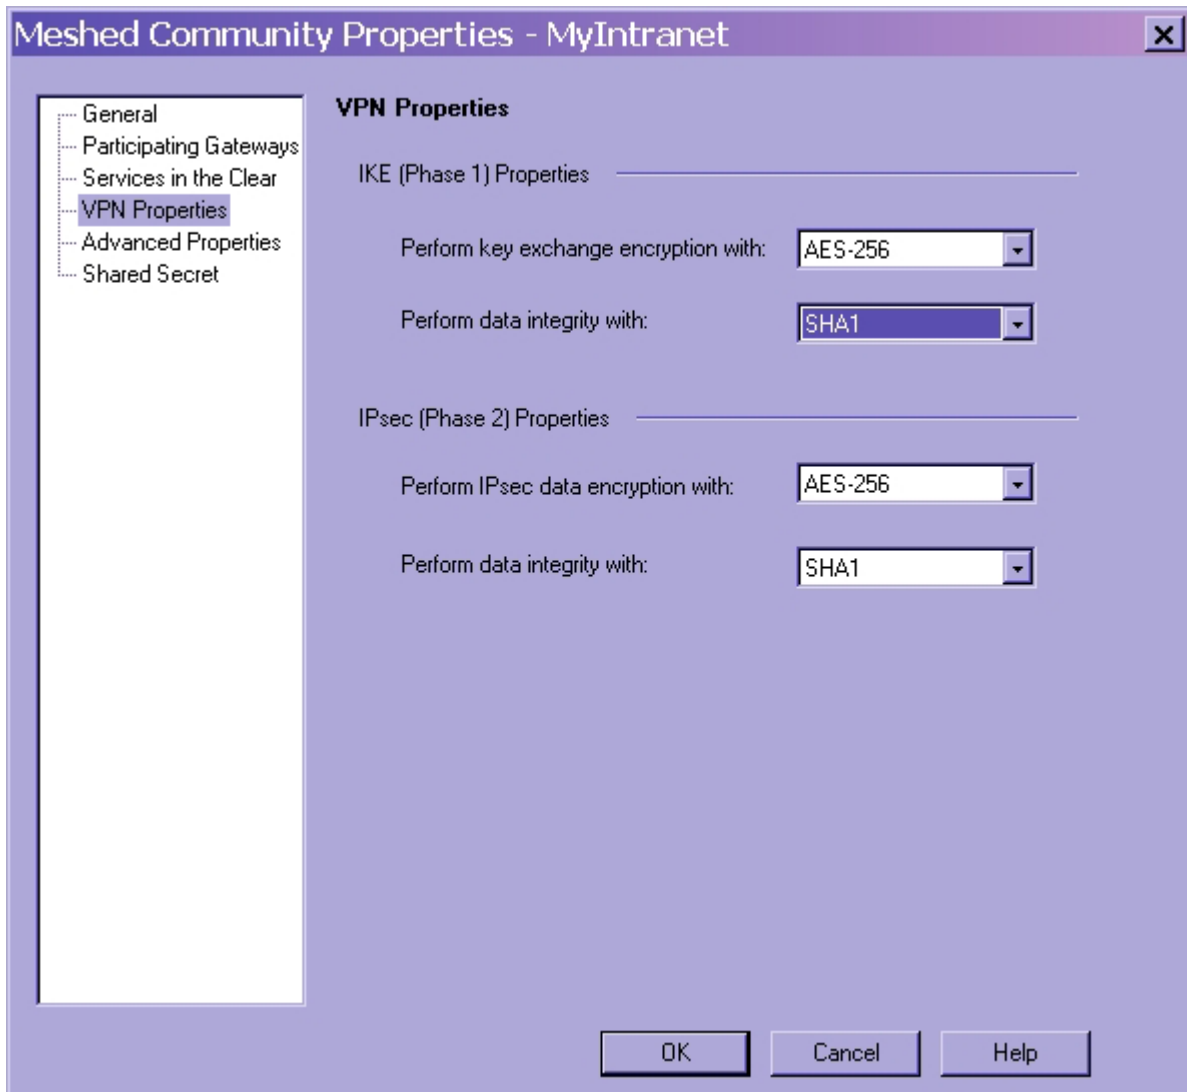 Meshed Community Properties - MyIntranet
General
Participating Gateways
Services in the Clear
VPN Properties
Advanced Properties
Shared Secret
VPN Properties
IKE (Phase 1) Properties
Perform key exchange encryption with: AES-256
Perform data integrity with: SHA1
IPsec (Phase 2) Properties
Perform IPsec data encryption with: AES-256
Perform data integrity with: SHA1
OK Cancel Help